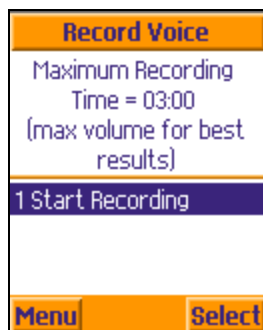 Record Voice
Maximum Recording
Time = 03:00
(max volume for best
results)
1 Start Recording
Menu Select